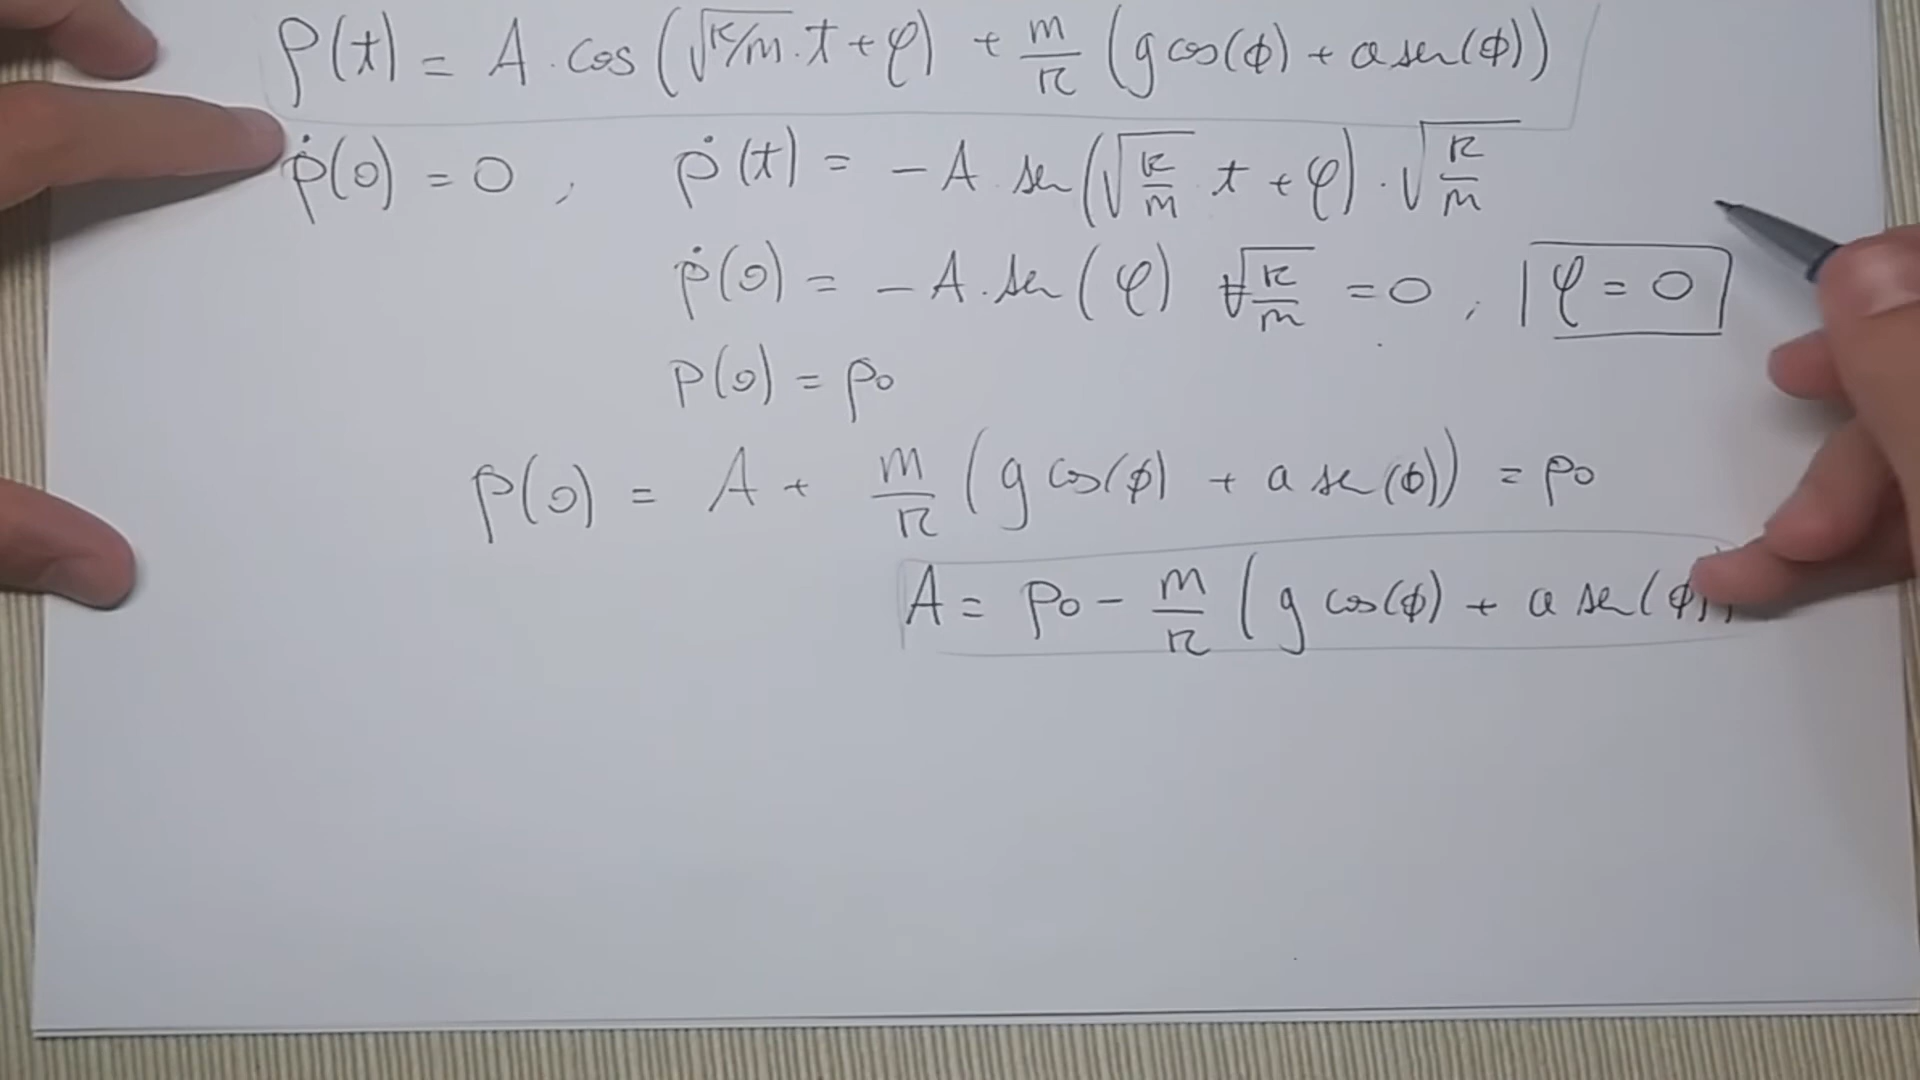 ρ(t) = A · cos(√k/m · t + φ) + m/k (g cos(ϕ) + a sen(ϕ))
ρ̇(0) = 0 , ρ̇(t) = − A sen(√k/m t + φ) · √k/m
ρ̇(0) = − A · sen(φ) √k/m = 0 , φ = 0
ρ(0) = ρ0
ρ(0) = A + m/k (g cos(ϕ) + a sen(ϕ)) = ρ0
A = ρ0 − m/k (g cos(ϕ) + a sen(ϕ))